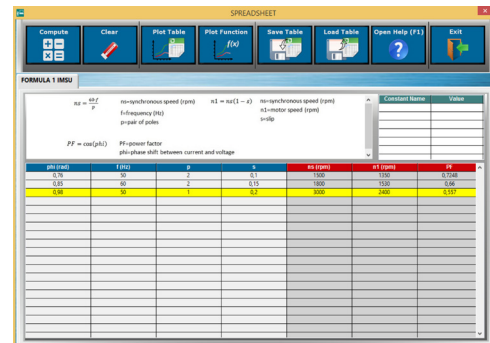 SPREADSHEET
Compute Clear Plot Table Plot Function Save Table Load Table Open Help (F1) Exit
f(x)
FORMULA 1 IMSU
ns = 60·f / p ns=synchronous speed (rpm) n1 = ns(1 − s) ns=synchronous speed (rpm) Constant Name Value
f=frequency (Hz) n1=motor speed (rpm)
p=pair of poles s=slip
PF = cos(phi) PF=power factor
phi=phase shift between current and voltage
phi (rad) f (Hz) p s ns (rpm) n1 (rpm) PF
0,76 50 2 0,1 1500 1350 0,7248
0,85 60 2 0,15 1800 1530 0,66
0,98 50 1 0,2 3000 2400 0,557